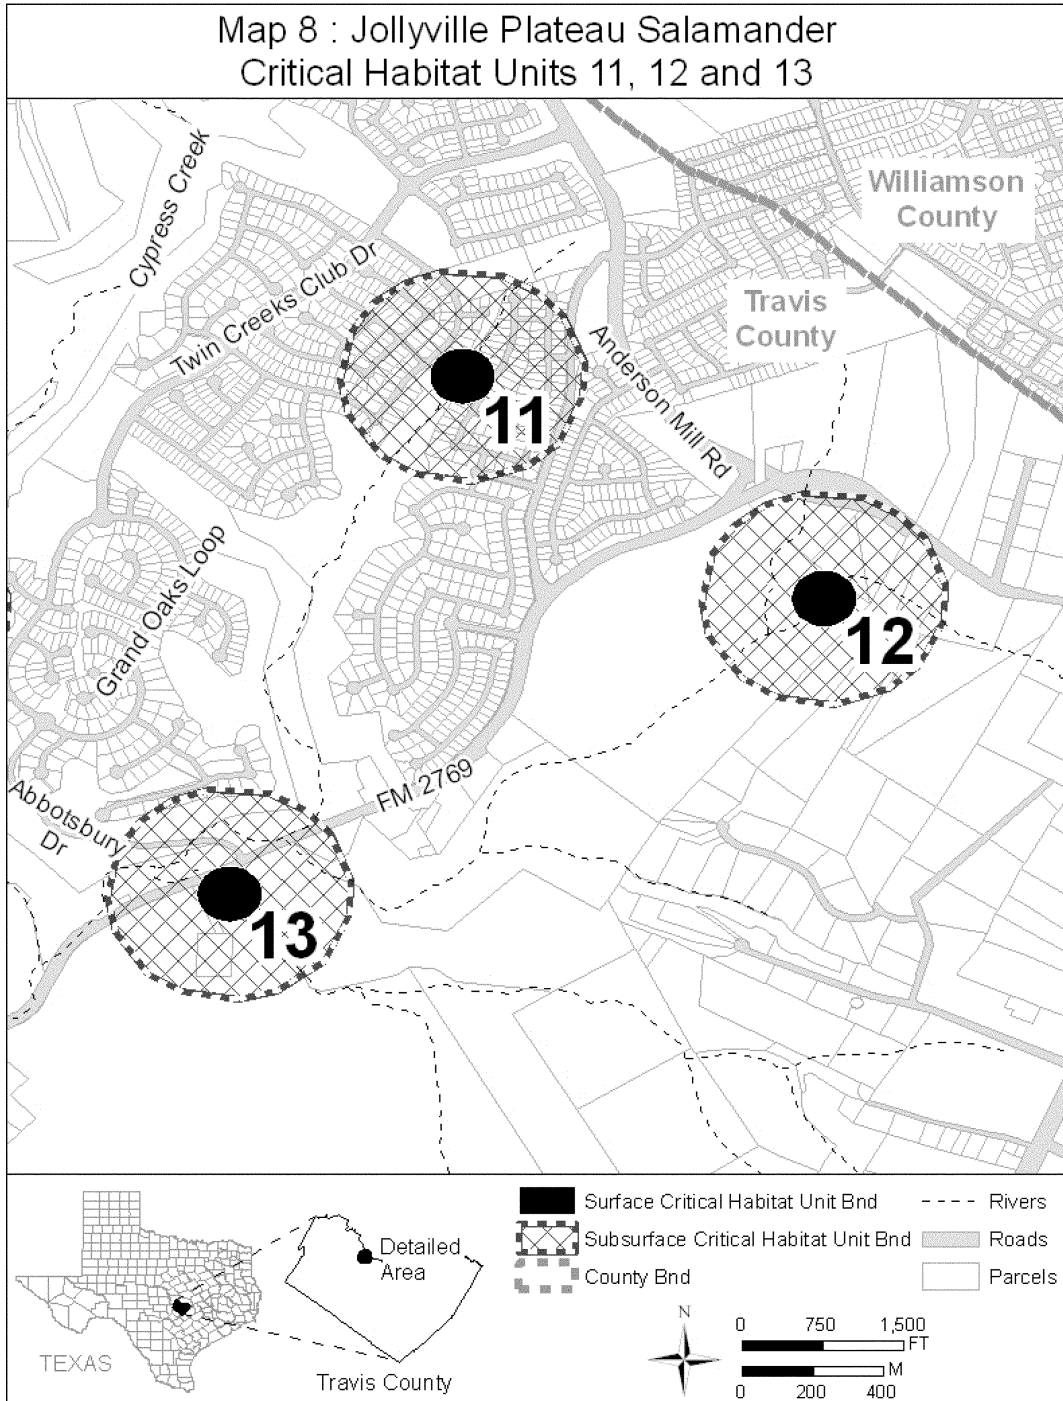 Map 8 : Jollyville Plateau Salamander
Critical Habitat Units 11, 12 and 13
Cypress Creek
Williamson
County
Travis
County
Twin Creeks Club Dr
Anderson Mill Rd
11
Grand Oaks Loop
12
FM 2769
Abbotsbury
Dr
13
Surface Critical Habitat Unit Bnd
Subsurface Critical Habitat Unit Bnd
County Bnd
Rivers
Roads
Parcels
Detailed
Area
TEXAS
Travis County
N
0 750 1,500
FT
M
0 200 400